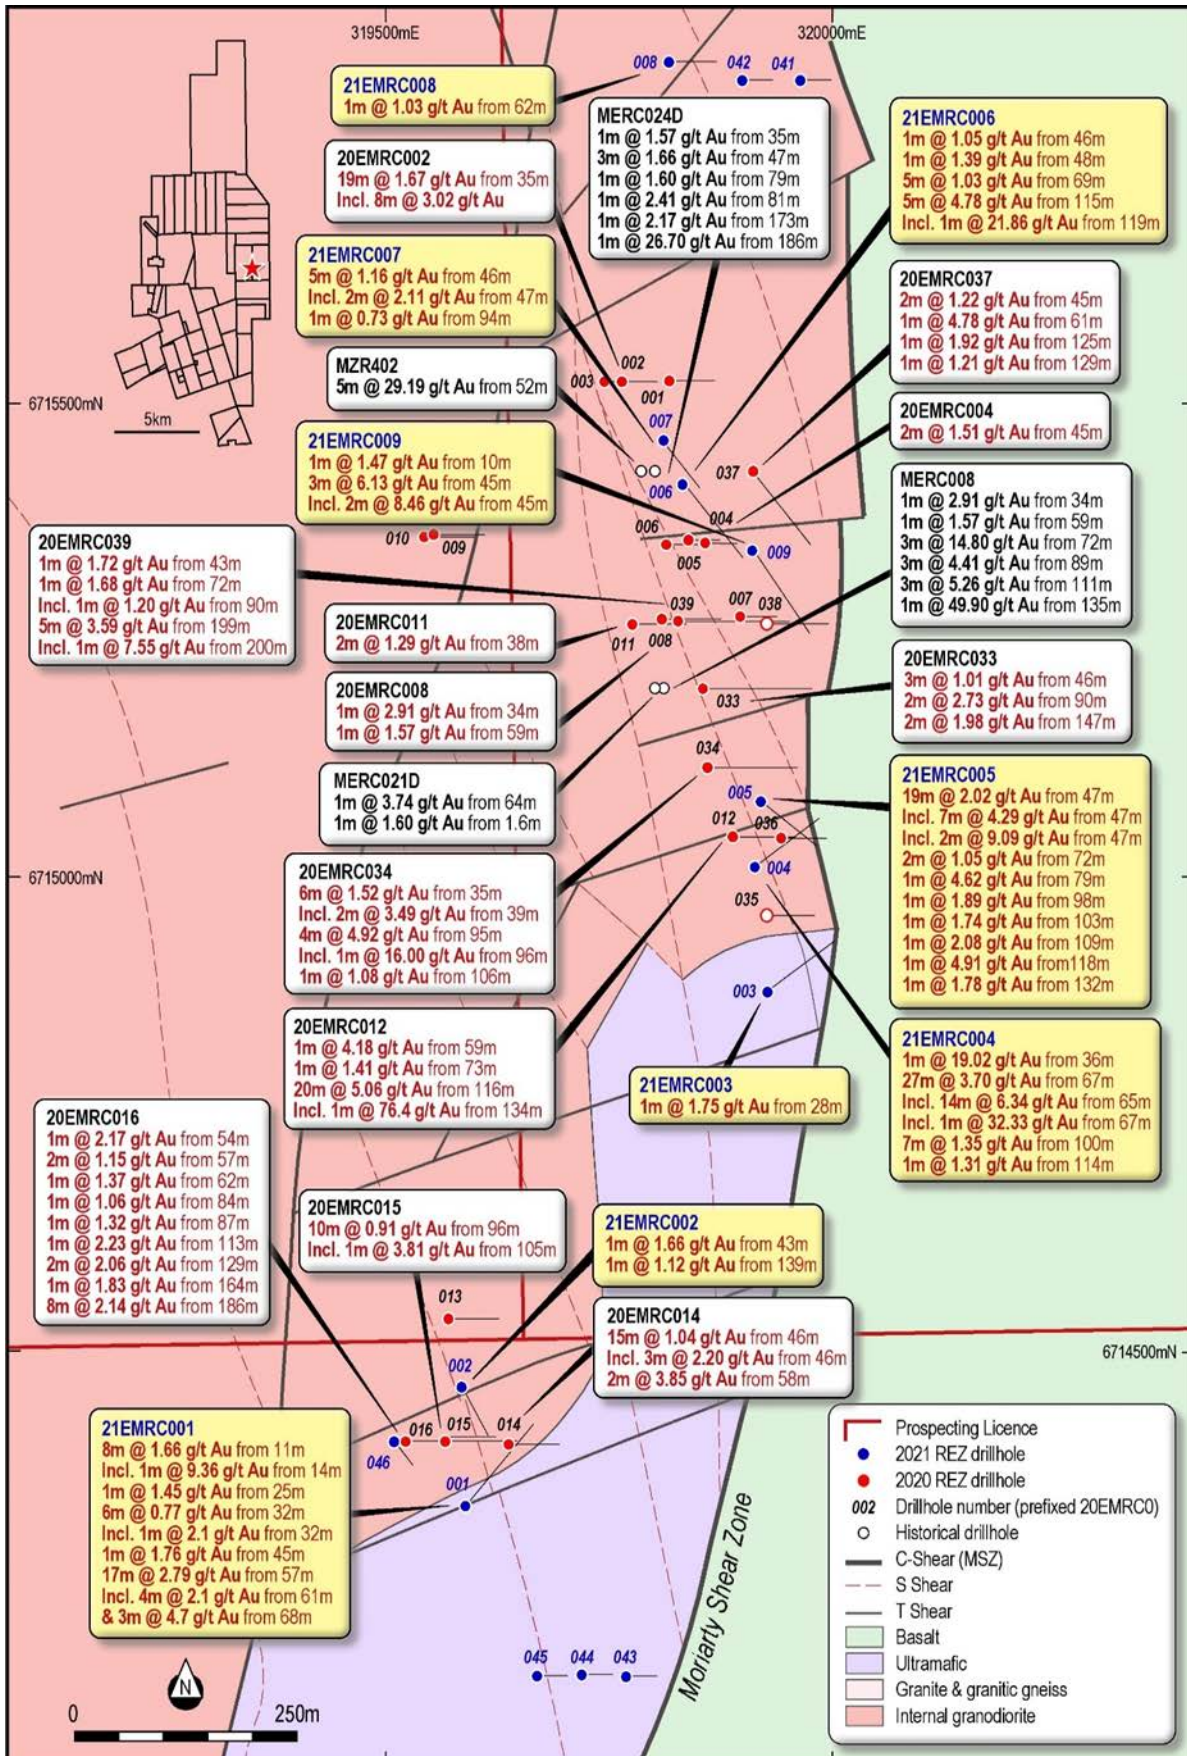 319500mE
320000mE
008
042
041
21EMRC008
1m @ 1.03 g/t Au from 62m
MERC024D
1m @ 1.57 g/t Au from 35m
3m @ 1.66 g/t Au from 47m
1m @ 1.60 g/t Au from 79m
1m @ 2.41 g/t Au from 81m
1m @ 2.17 g/t Au from 173m
1m @ 26.70 g/t Au from 186m
21EMRC006
1m @ 1.05 g/t Au from 46m
1m @ 1.39 g/t Au from 48m
5m @ 1.03 g/t Au from 69m
5m @ 4.78 g/t Au from 115m
Incl. 1m @ 21.86 g/t Au from 119m
20EMRC002
19m @ 1.67 g/t Au from 35m
Incl. 8m @ 3.02 g/t Au
21EMRC007
5m @ 1.16 g/t Au from 46m
Incl. 2m @ 2.11 g/t Au from 47m
1m @ 0.73 g/t Au from 94m
20EMRC037
2m @ 1.22 g/t Au from 45m
1m @ 4.78 g/t Au from 61m
1m @ 1.92 g/t Au from 125m
1m @ 1.21 g/t Au from 129m
MZR402
5m @ 29.19 g/t Au from 52m
002
003
001
6715500mN
5km
007
20EMRC004
2m @ 1.51 g/t Au from 45m
21EMRC009
1m @ 1.47 g/t Au from 10m
3m @ 6.13 g/t Au from 45m
Incl. 2m @ 8.46 g/t Au from 45m
037
006
MERC008
1m @ 2.91 g/t Au from 34m
1m @ 1.57 g/t Au from 59m
3m @ 14.80 g/t Au from 72m
3m @ 4.41 g/t Au from 89m
3m @ 5.26 g/t Au from 111m
1m @ 49.90 g/t Au from 135m
006
004
005
009
010
009
20EMRC039
1m @ 1.72 g/t Au from 43m
1m @ 1.68 g/t Au from 72m
Incl. 1m @ 1.20 g/t Au from 90m
5m @ 3.59 g/t Au from 199m
Incl. 1m @ 7.55 g/t Au from 200m
039
007
038
011
008
20EMRC011
2m @ 1.29 g/t Au from 38m
20EMRC008
1m @ 2.91 g/t Au from 34m
1m @ 1.57 g/t Au from 59m
033
20EMRC033
3m @ 1.01 g/t Au from 46m
2m @ 2.73 g/t Au from 90m
2m @ 1.98 g/t Au from 147m
MERC021D
1m @ 3.74 g/t Au from 64m
1m @ 1.60 g/t Au from 1.6m
034
005
012
036
004
21EMRC005
19m @ 2.02 g/t Au from 47m
Incl. 7m @ 4.29 g/t Au from 47m
Incl. 2m @ 9.09 g/t Au from 47m
2m @ 1.05 g/t Au from 72m
1m @ 4.62 g/t Au from 79m
1m @ 1.89 g/t Au from 98m
1m @ 1.74 g/t Au from 103m
1m @ 2.08 g/t Au from 109m
1m @ 4.91 g/t Au from118m
1m @ 1.78 g/t Au from 132m
6715000mN
20EMRC034
6m @ 1.52 g/t Au from 35m
Incl. 2m @ 3.49 g/t Au from 39m
4m @ 4.92 g/t Au from 95m
Incl. 1m @ 16.00 g/t Au from 96m
1m @ 1.08 g/t Au from 106m
035
003
20EMRC012
1m @ 4.18 g/t Au from 59m
1m @ 1.41 g/t Au from 73m
20m @ 5.06 g/t Au from 116m
Incl. 1m @ 76.4 g/t Au from 134m
21EMRC003
1m @ 1.75 g/t Au from 28m
21EMRC004
1m @ 19.02 g/t Au from 36m
27m @ 3.70 g/t Au from 67m
Incl. 14m @ 6.34 g/t Au from 65m
Incl. 1m @ 32.33 g/t Au from 67m
7m @ 1.35 g/t Au from 100m
1m @ 1.31 g/t Au from 114m
20EMRC016
1m @ 2.17 g/t Au from 54m
2m @ 1.15 g/t Au from 57m
1m @ 1.37 g/t Au from 62m
1m @ 1.06 g/t Au from 84m
1m @ 1.32 g/t Au from 87m
1m @ 2.23 g/t Au from 113m
2m @ 2.06 g/t Au from 129m
1m @ 1.83 g/t Au from 164m
8m @ 2.14 g/t Au from 186m
20EMRC015
10m @ 0.91 g/t Au from 96m
Incl. 1m @ 3.81 g/t Au from 105m
21EMRC002
1m @ 1.66 g/t Au from 43m
1m @ 1.12 g/t Au from 139m
013
20EMRC014
15m @ 1.04 g/t Au from 46m
Incl. 3m @ 2.20 g/t Au from 46m
2m @ 3.85 g/t Au from 58m
6714500mN
002
016
015
014
046
001
21EMRC001
8m @ 1.66 g/t Au from 11m
Incl. 1m @ 9.36 g/t Au from 14m
1m @ 1.45 g/t Au from 25m
6m @ 0.77 g/t Au from 32m
Incl. 1m @ 2.1 g/t Au from 32m
1m @ 1.76 g/t Au from 45m
17m @ 2.79 g/t Au from 57m
Incl. 4m @ 2.1 g/t Au from 61m
& 3m @ 4.7 g/t Au from 68m
045
044
043
Moriarty Shear Zone
N
0
250m
Prospecting Licence
2021 REZ drillhole
2020 REZ drillhole
002 Drillhole number (prefixed 20EMRC0)
Historical drillhole
C-Shear (MSZ)
S Shear
T Shear
Basalt
Ultramafic
Granite & granitic gneiss
Internal granodiorite